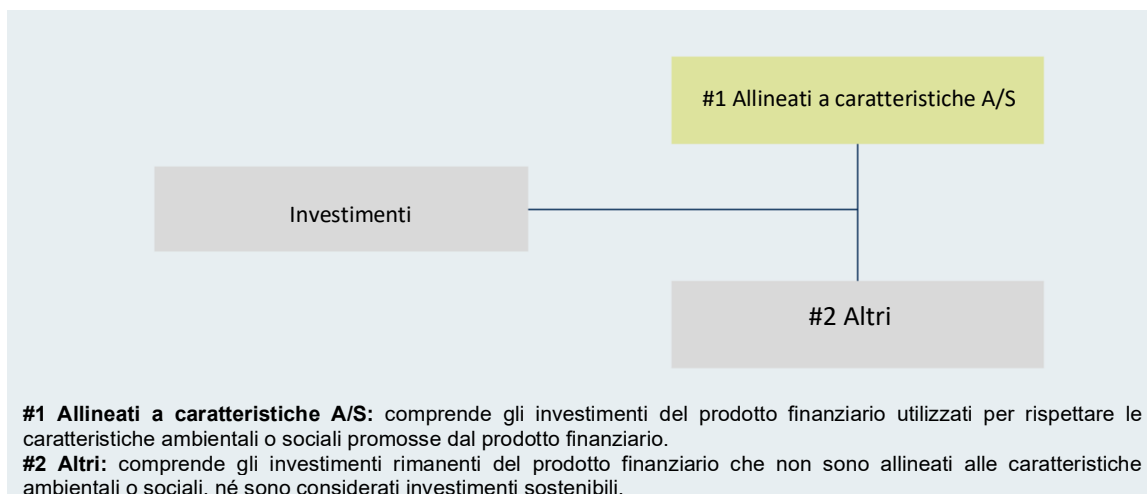 #1 Allineati a caratteristiche A/S
Investimenti
#2 Altri
#1 Allineati a caratteristiche A/S: comprende gli investimenti del prodotto finanziario utilizzati per rispettare le
caratteristiche ambientali o sociali promosse dal prodotto finanziario.
#2 Altri: comprende gli investimenti rimanenti del prodotto finanziario che non sono allineati alle caratteristiche
ambientali o sociali, né sono considerati investimenti sostenibili.